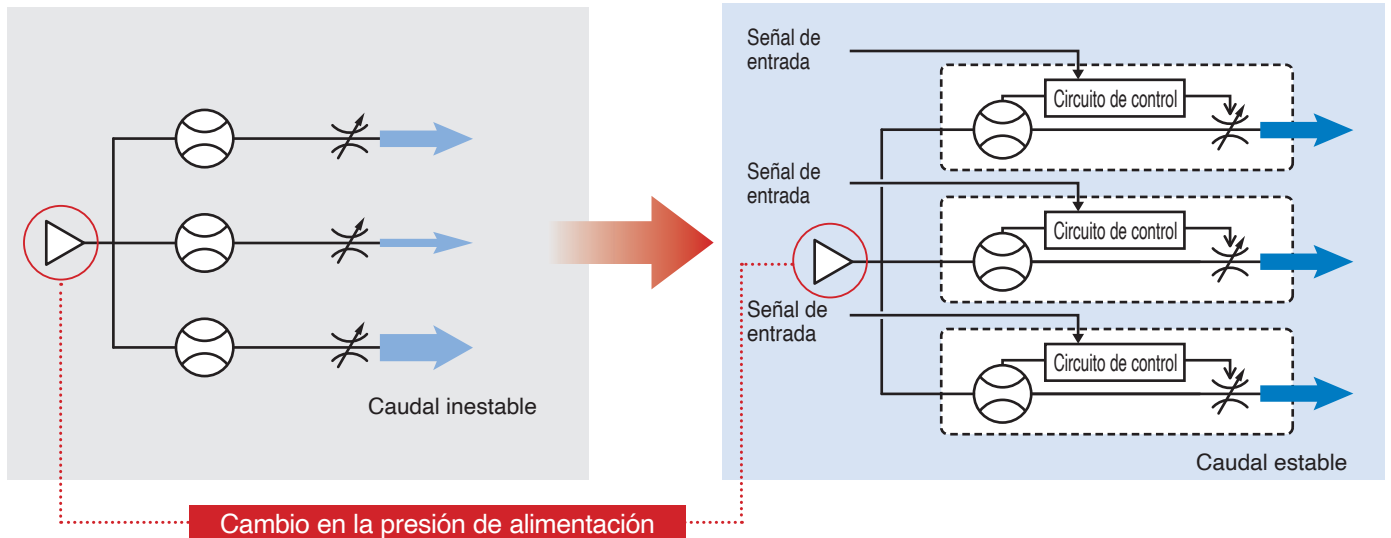 Señal de
entrada
Circuito de control
Señal de
entrada
Circuito de control
Señal de
entrada
Circuito de control
Caudal inestable
Caudal estable
Cambio en la presión de alimentación